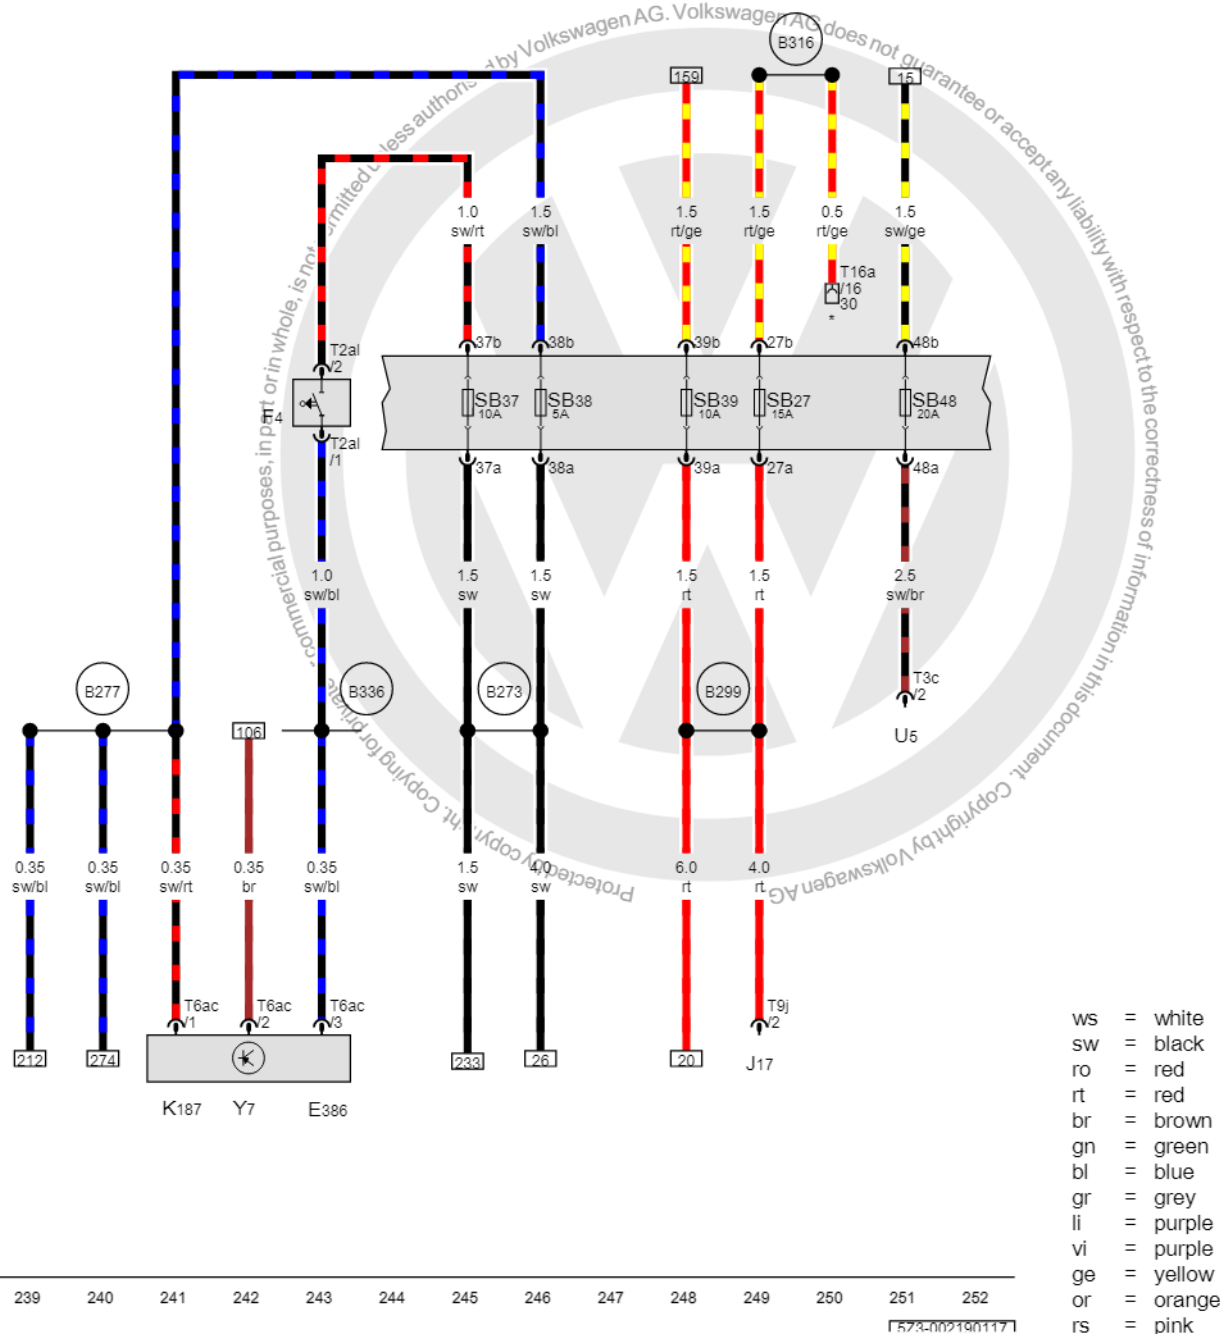 Protected by copyright. Copying for private or commercial purposes, in part or in whole, is not permitted unless authorised by Volkswagen AG. Volkswagen AG does not guarantee or accept any liability with respect to the correctness of information in this document. Copyright by Volkswagen AG.
B316
159
15
1.0
sw/rt
1.5
sw/bl
1.5
rt/ge
1.5
rt/ge
0.5
rt/ge
1.5
sw/ge
T16a
/16
30
*
37b
38b
39b
27b
48b
T2al
/2
F4
T2al
/1
SB37
10A
SB38
5A
SB39
10A
SB27
15A
SB48
20A
37a
38a
39a
27a
48a
1.0
sw/bl
1.5
sw
1.5
sw
1.5
rt
1.5
rt
2.5
sw/br
T3c
/2
U5
B277
B336
B273
B299
106
0.35
sw/bl
0.35
sw/bl
0.35
sw/rt
0.35
br
0.35
sw/bl
1.5
sw
4.0
sw
6.0
rt
4.0
rt
T6ac
/1
T6ac
/2
T6ac
/3
T9j
/2
212
274
233
26
20
J17
K187
Y7
E386
ws = white
sw = black
ro = red
rt = red
br = brown
gn = green
bl = blue
gr = grey
li = purple
vi = purple
ge = yellow
or = orange
rs = pink
239 240 241 242 243 244 245 246 247 248 249 250 251 252
573-002190117